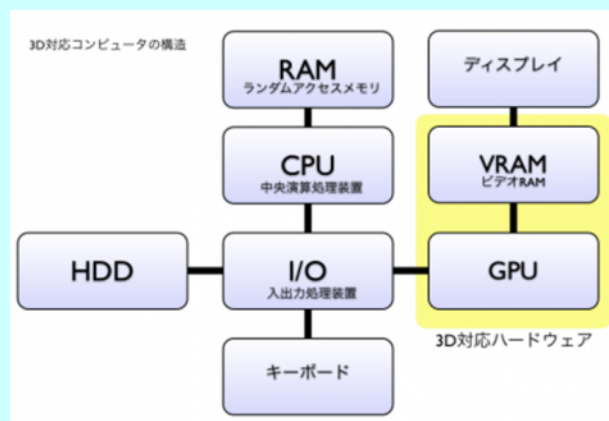 3D対応コンピュータの構造
RAM
ランダムアクセスメモリ
ディスプレイ
CPU
中央演算処理装置
VRAM
ビデオRAM
HDD
I/O
入出力処理装置
GPU
3D対応ハードウェア
キーボード